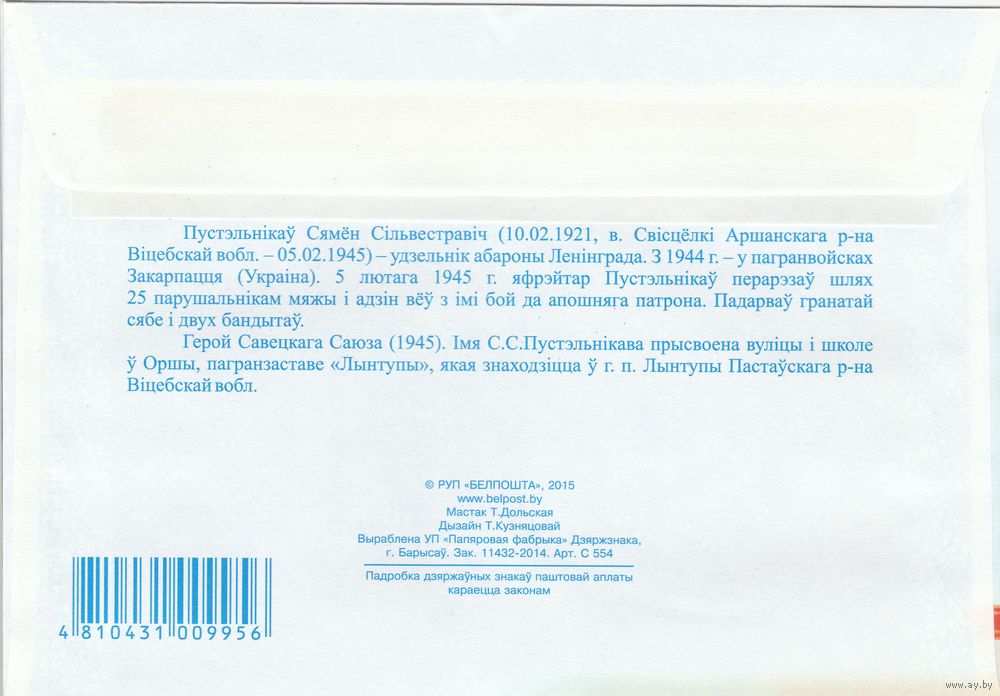 Пустэльнікаў Сямён Сільвестравіч (10.02.1921, в. Свісцёлкі Аршанскага р-на
Віцебскай вобл. – 05.02.1945) – удзельнік абароны Ленінграда. З 1944 г. – у пагранвойсках
Закарпацця (Украіна). 5 лютага 1945 г. яфрэйтар Пустэльнікаў перарэзаў шлях
25 парушальнікам мяжы і адзін вёў з імі бой да апошняга патрона. Падарваў гранатай
сябе і двух бандытаў.
Герой Савецкага Саюза (1945). Імя С.С.Пустэльнікава прысвоена вуліцы і школе
ў Оршы, пагранзаставе «Лынтупы», якая знаходзіцца ў г. п. Лынтупы Пастаўскага р-на
Віцебскай вобл.
© РУП «БЕЛПОШТА», 2015
www.belpost.by
Мастак Т.Дольская
Дызайн Т.Кузняцовай
Выраблена УП «Папяровая фабрыка» Дзяржзнака,
г. Барысаў. Зак. 11432-2014. Арт. С 554
Падробка дзяржаўных знакаў паштовай аплаты
караецца законам
4 810431 009956
www.ay.by